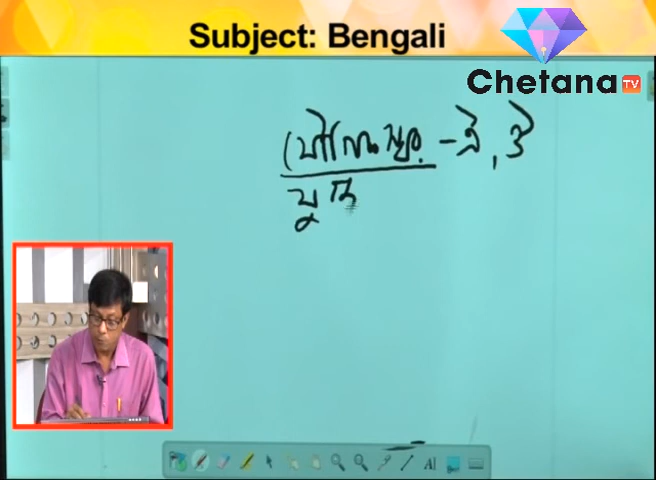 Subject: Bengali
Chetana TV
যৌগিক স্বর - ঐ, ঔ